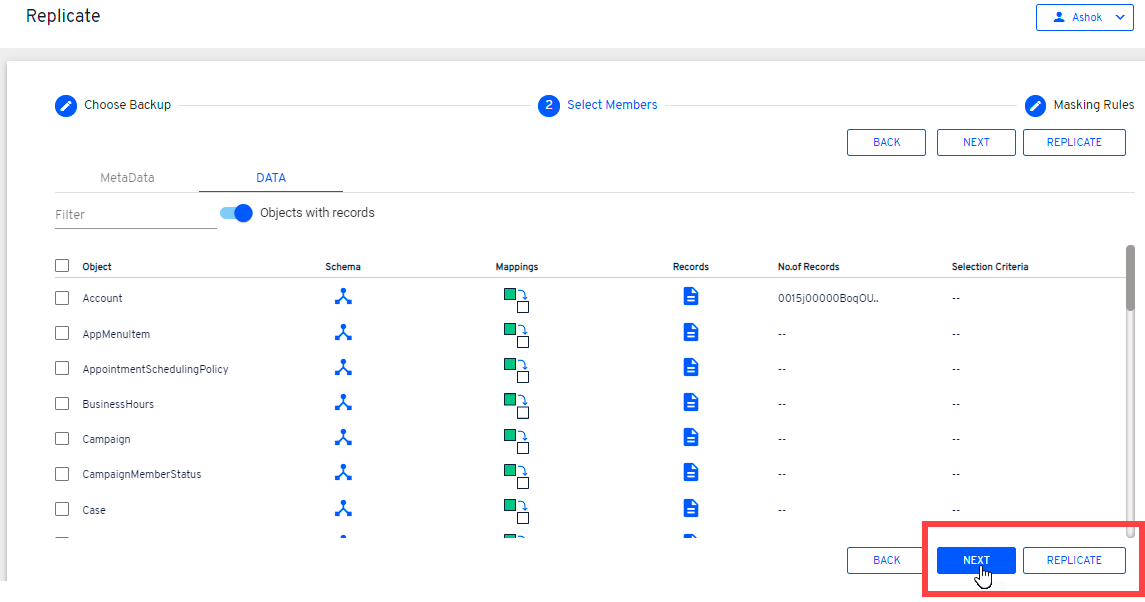 Replicate
Ashok
Choose Backup
2
Select Members
Masking Rules
BACK
NEXT
REPLICATE
MetaData
DATA
Filter
Objects with records
Object Schema Mappings Records No.of Records Selection Criteria
Account 0015j00000BoqOU.. --
AppMenuItem -- --
AppointmentSchedulingPolicy -- --
BusinessHours -- --
Campaign -- --
CampaignMemberStatus -- --
Case -- --
BACK
NEXT
REPLICATE